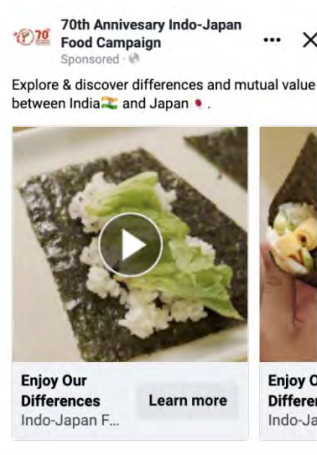 70th Annivesary Indo-Japan
Food Campaign
Sponsored ·
Explore & discover differences and mutual value
between India🇮🇳 and Japan 🇯🇵 .
Enjoy Our
Differences
Indo-Japan F...
Learn more
Enjoy O
Differen
Indo-Ja